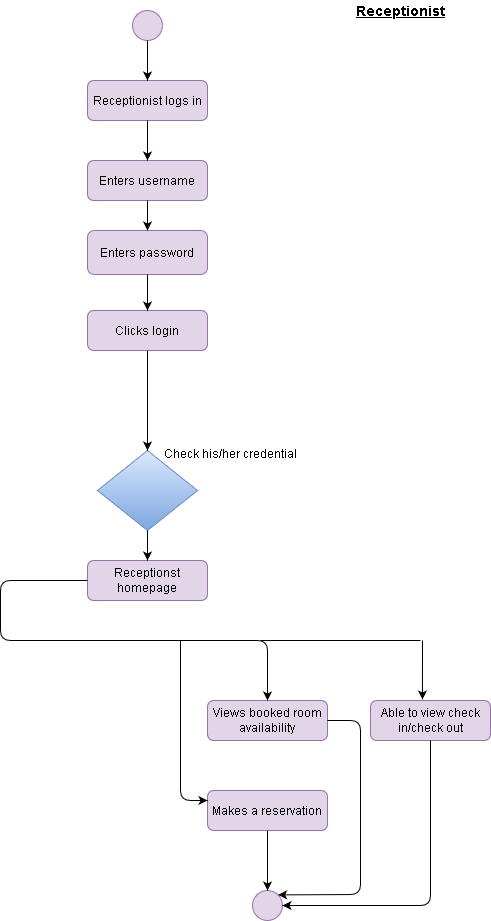 Receptionist
Receptionist logs in
Enters username
Enters password
Clicks login
Check his/her credential
Receptionst
homepage
Views booked room
availability
Able to view check
in/check out
Makes a reservation